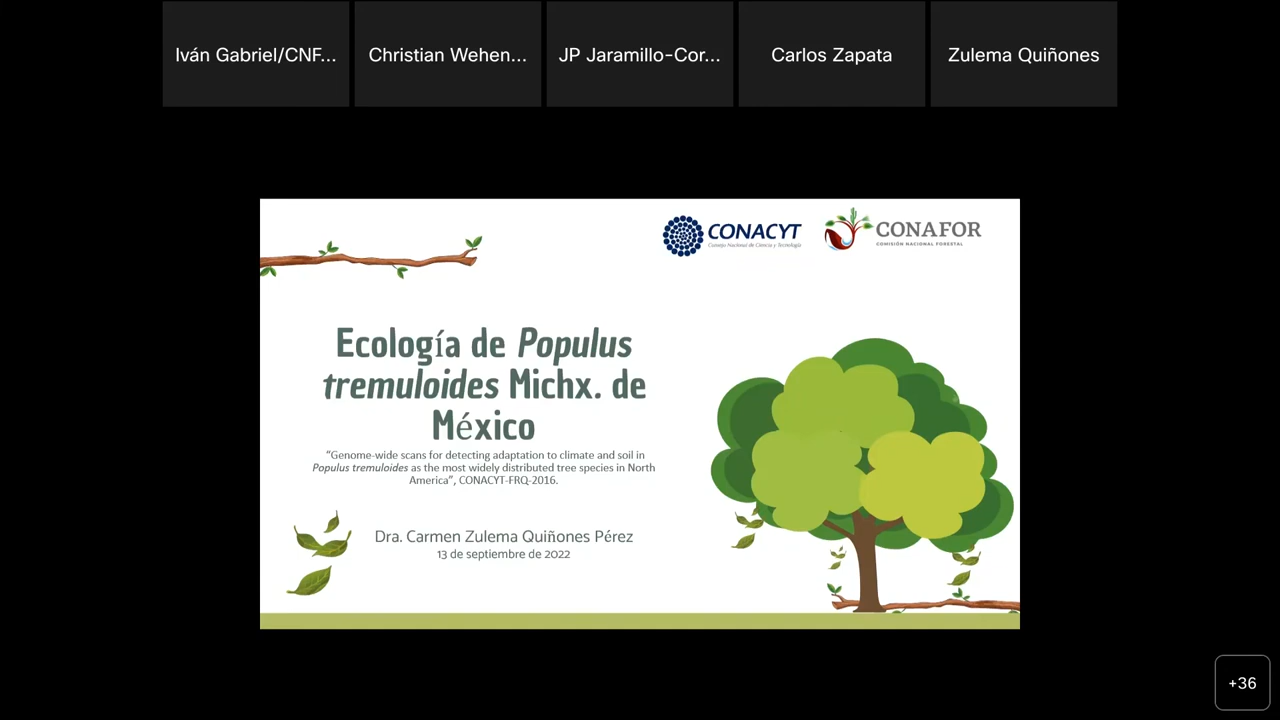 Iván Gabriel/CNF...
Christian Wehen...
JP Jaramillo-Cor...
Carlos Zapata
Zulema Quiñones
CONACYT
Consejo Nacional de Ciencia y Tecnología
CONAFOR
COMISIÓN NACIONAL FORESTAL
Ecología de Populus
tremuloides Michx. de
México
“Genome-wide scans for detecting adaptation to climate and soil in
Populus tremuloides as the most widely distributed tree species in North
America”, CONACYT-FRQ-2016.
Dra. Carmen Zulema Quiñones Pérez
13 de septiembre de 2022
+36